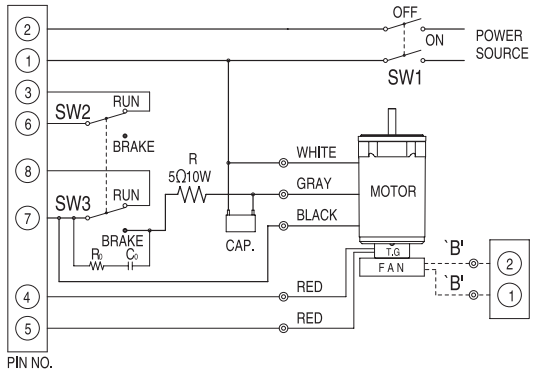 OFF
2
ON
POWER
SOURCE
1
SW1
3
RUN
SW2
6
BRAKE
WHITE
8
R
5Ω10W
RUN
GRAY
MOTOR
SW3
7
BLACK
BRAKE
CAP.
R₀
C₀
T.G
FAN
`B'
2
`B'
1
4
RED
5
RED
PIN NO.